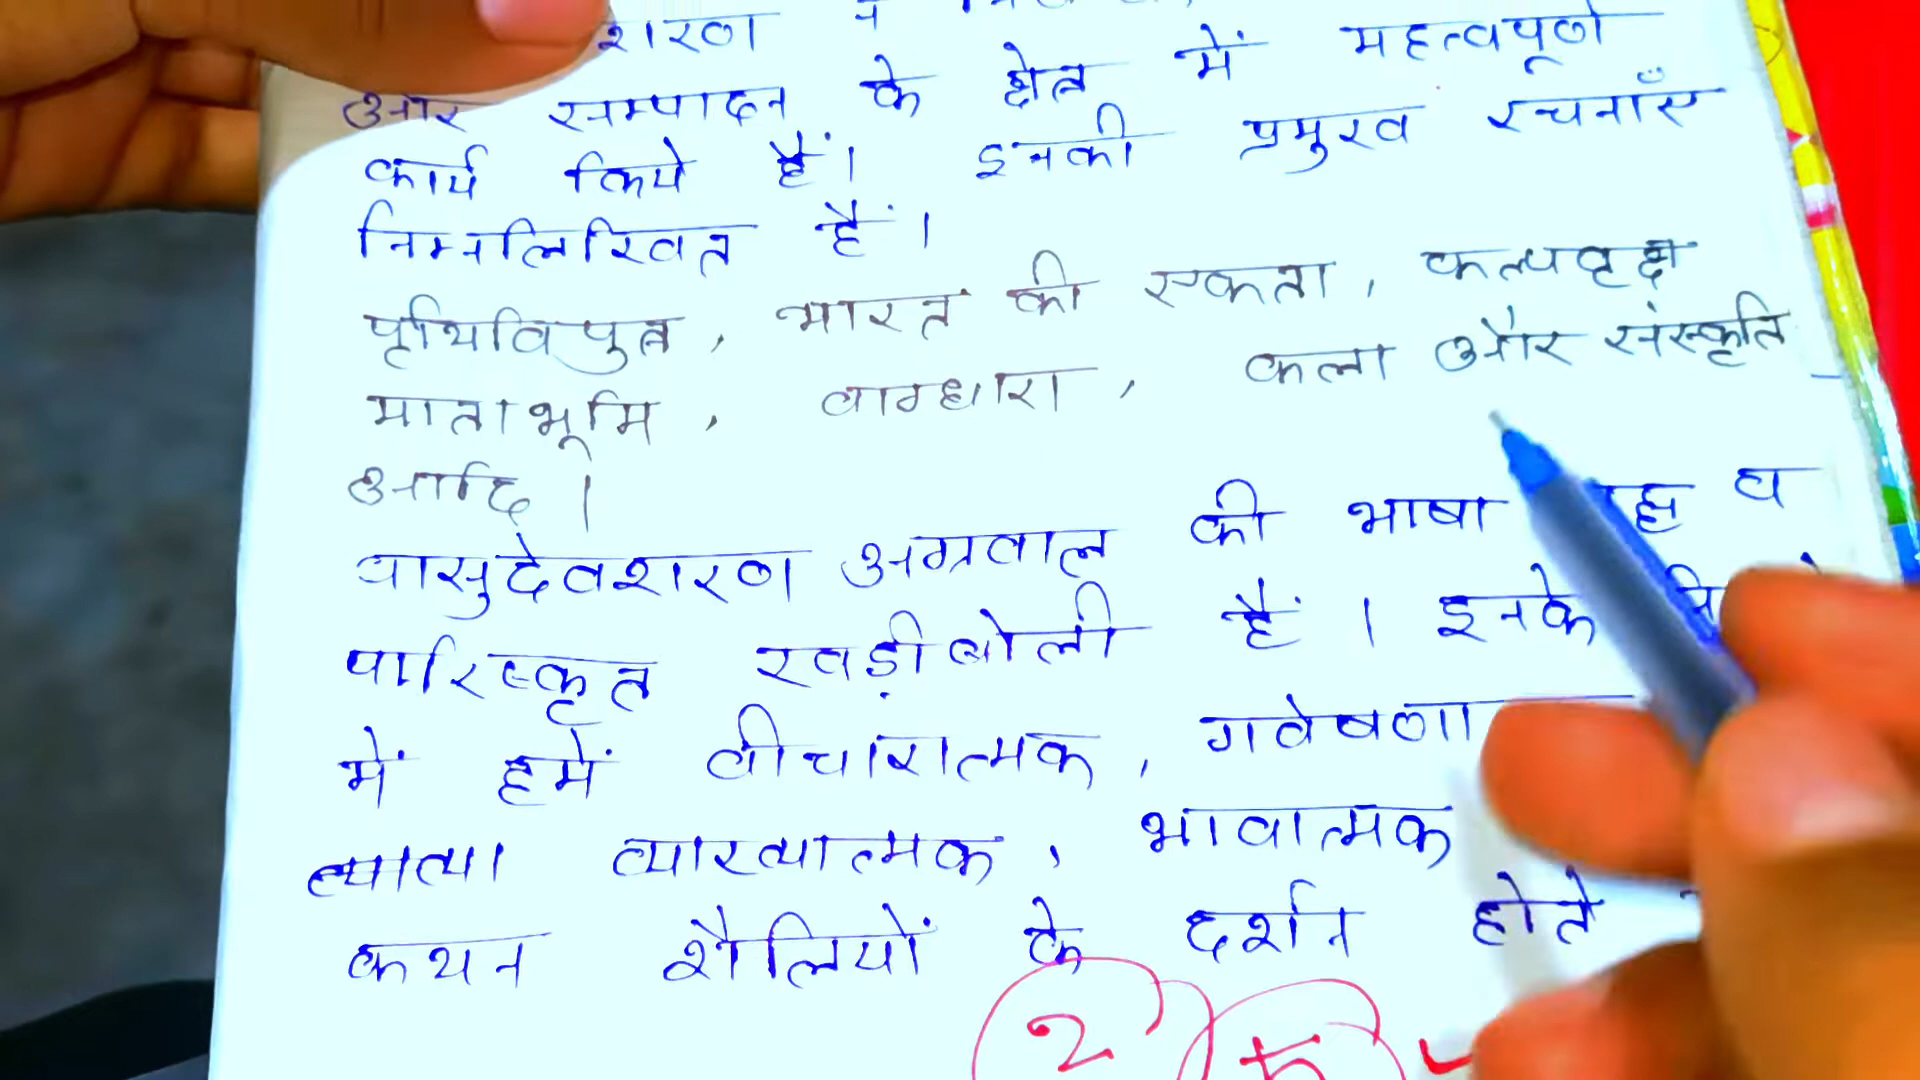 शरण ने
और सम्पादन के क्षेत्र में महत्वपूर्ण
कार्य किये हैं। इनकी प्रमुख रचनाएँ
निम्नलिखित हैं।
पृथिविपुत्र, भारत की एकता, कल्पवृक्ष
माताभूमि, वाग्धारा, कला और संस्कृति
आदि।
वासुदेवशरण अग्रवाल की भाषा
परिष्कृत खड़ीबोली हैं। इनके
में हमें वीचारात्मक, गवेषणा
व्याख्यात्मक, भावात्मक
कथन शैलियों के दर्शन होते
2